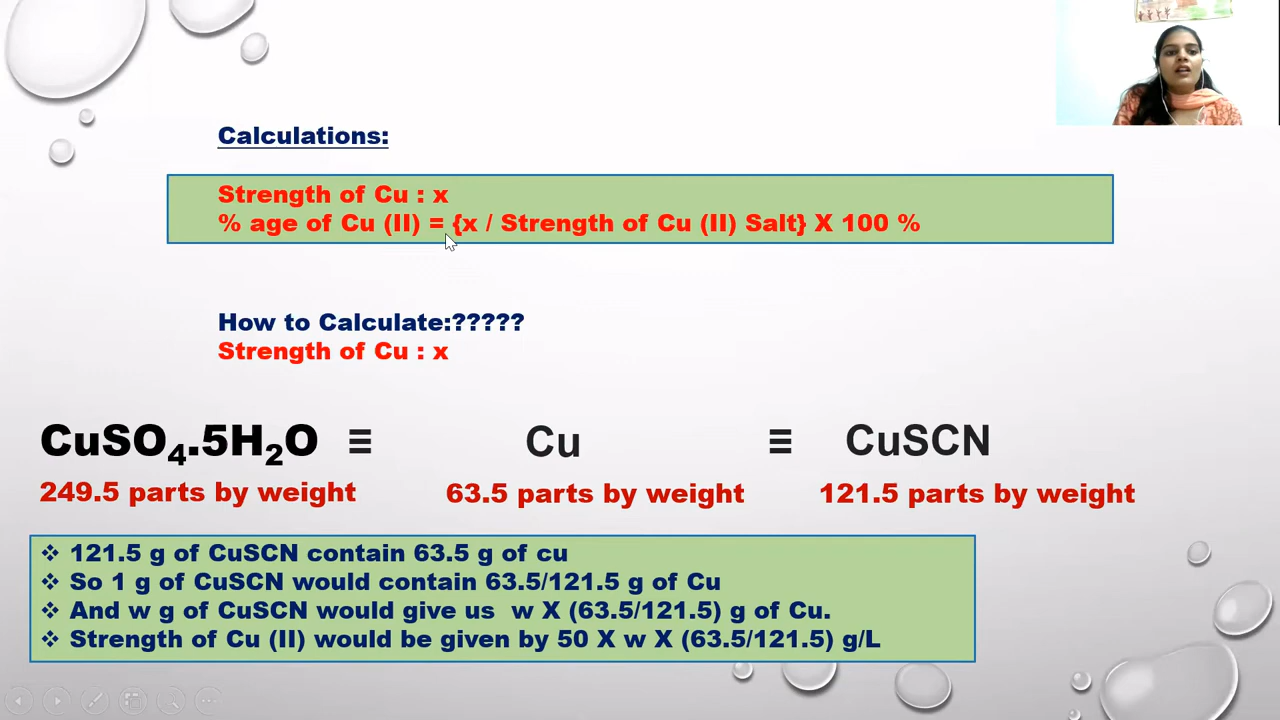 Calculations:
Strength of Cu : x
% age of Cu (II) = {x / Strength of Cu (II) Salt} X 100 %
How to Calculate:?????
Strength of Cu : x
CuSO₄.5H₂O ≡ Cu ≡ CuSCN
249.5 parts by weight 63.5 parts by weight 121.5 parts by weight
❖ 121.5 g of CuSCN contain 63.5 g of cu
❖ So 1 g of CuSCN would contain 63.5/121.5 g of Cu
❖ And w g of CuSCN would give us w X (63.5/121.5) g of Cu.
❖ Strength of Cu (II) would be given by 50 X w X (63.5/121.5) g/L